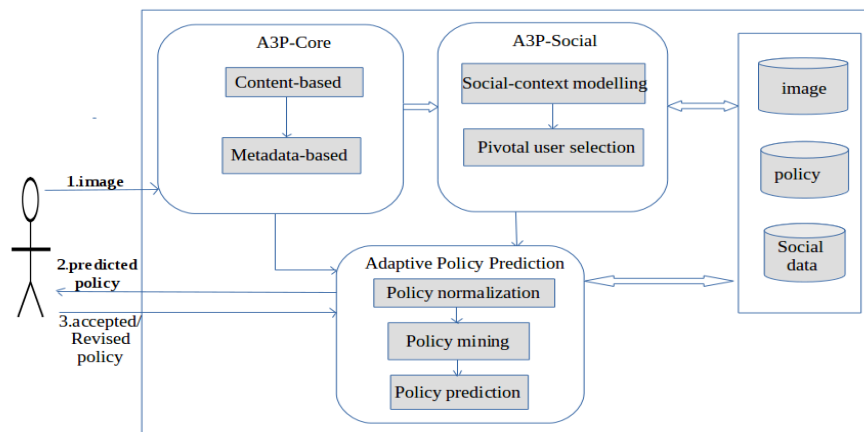 A3P-Core
Content-based
Metadata-based
A3P-Social
Social-context modelling
Pivotal user selection
image
policy
Social
data
1.image
2.predicted
policy
3.accepted/
Revised
policy
Adaptive Policy Prediction
Policy normalization
Policy mining
Policy prediction